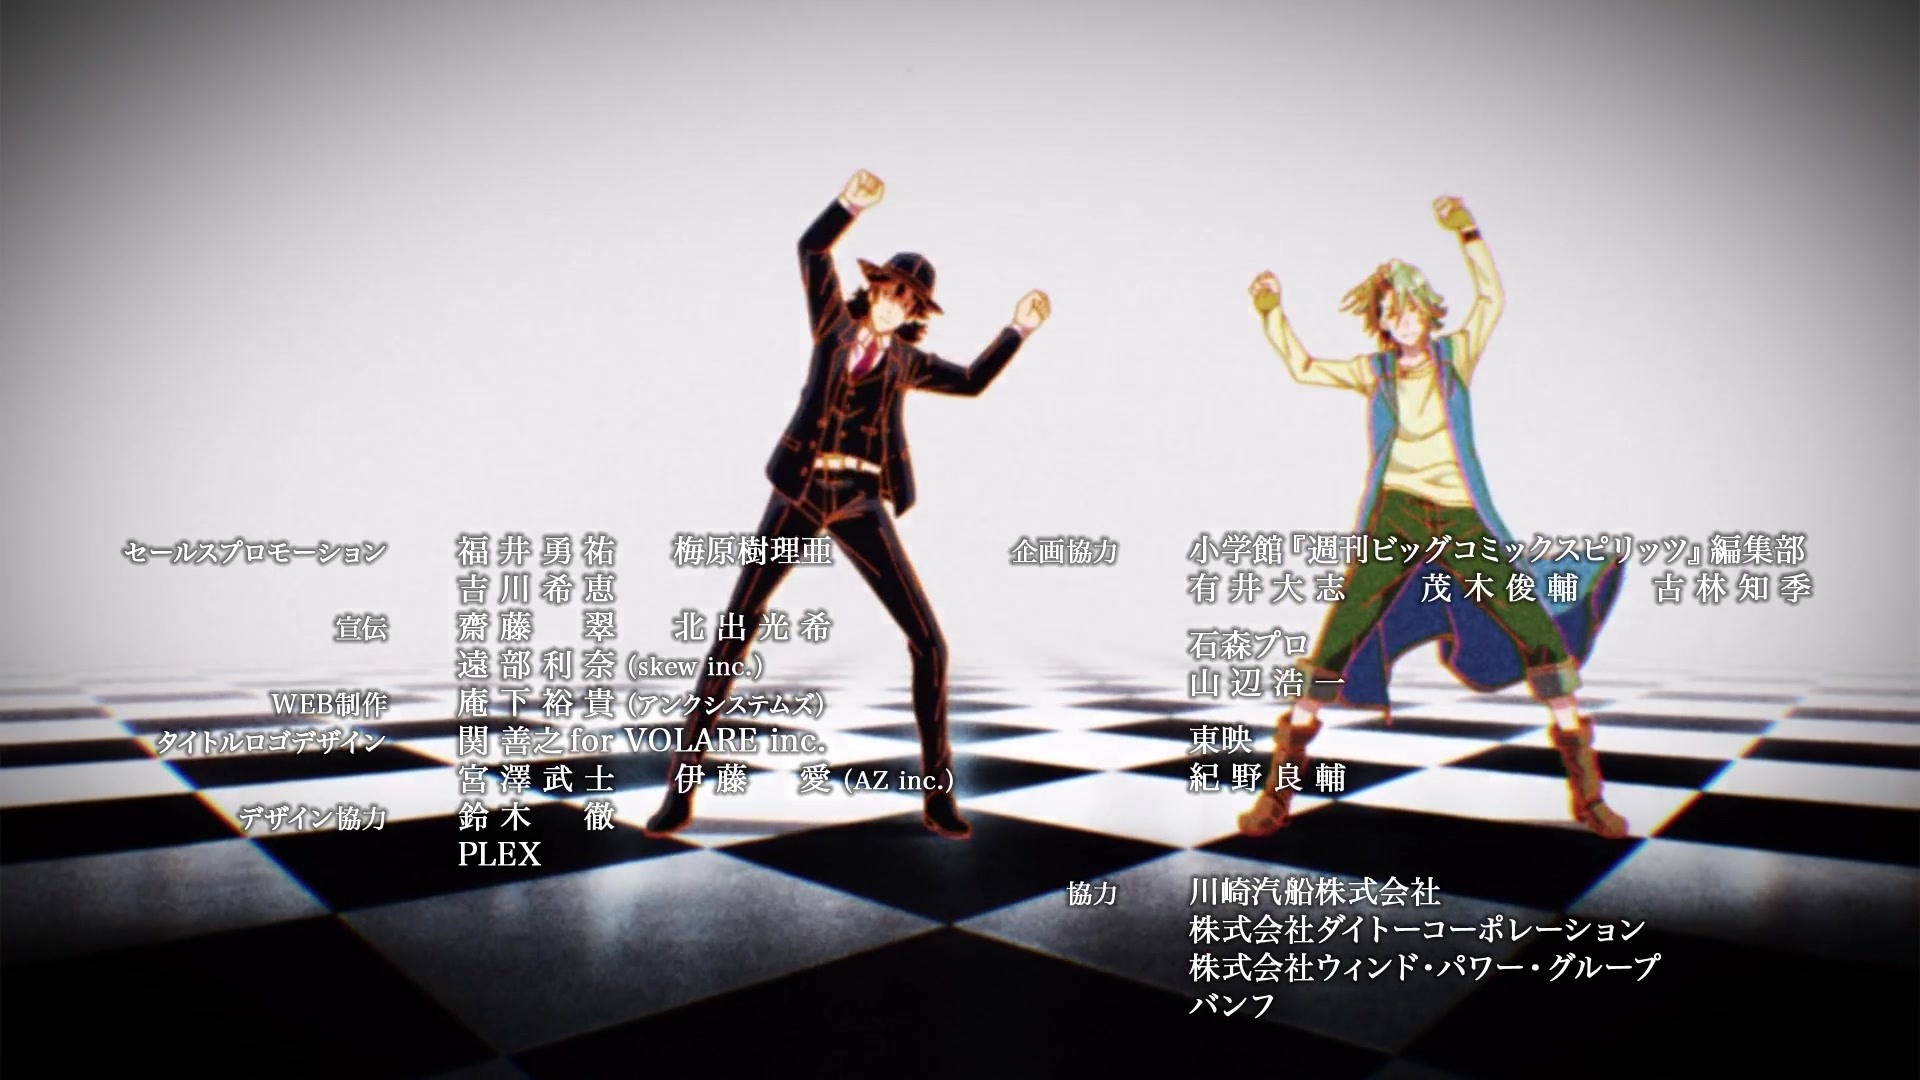 セールスプロモーション 福井勇祐 梅原樹理亜
吉川希恵
宣伝 齋藤 翠 北出光希
遠部利奈(skew inc.)
WEB制作 庵下裕貴(アンクシステムズ)
タイトルロゴデザイン 関 善之for VOLARE inc.
宮澤武士 伊藤 愛(AZ inc.)
デザイン協力 鈴木 徹
PLEX
企画協力 小学館『週刊ビッグコミックスピリッツ』編集部
有井大志 茂木俊輔 古林知季
石森プロ
山辺浩一
東映
紀野良輔
協力 川崎汽船株式会社
株式会社ダイトーコーポレーション
株式会社ウィンド・パワー・グループ
バンフ